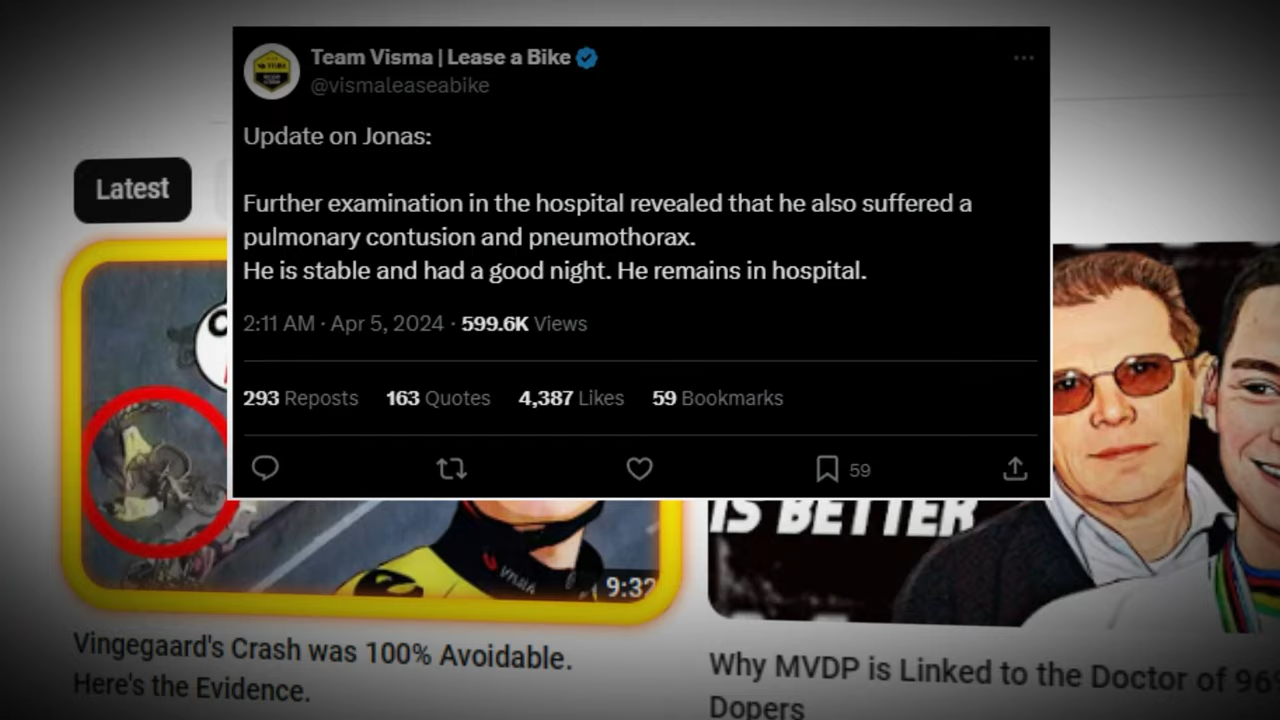 Team Visma | Lease a Bike
@vismaleaseabike
Update on Jonas:
Further examination in the hospital revealed that he also suffered a
pulmonary contusion and pneumothorax.
He is stable and had a good night. He remains in hospital.
2:11 AM · Apr 5, 2024 · 599.6K Views
293 Reposts 163 Quotes 4,387 Likes 59 Bookmarks
59
Latest
VISMA
9:32
IS BETTER
Vingegaard's Crash was 100% Avoidable.
Here's the Evidence.
Why MVDP is Linked to the Doctor of 96
Dopers